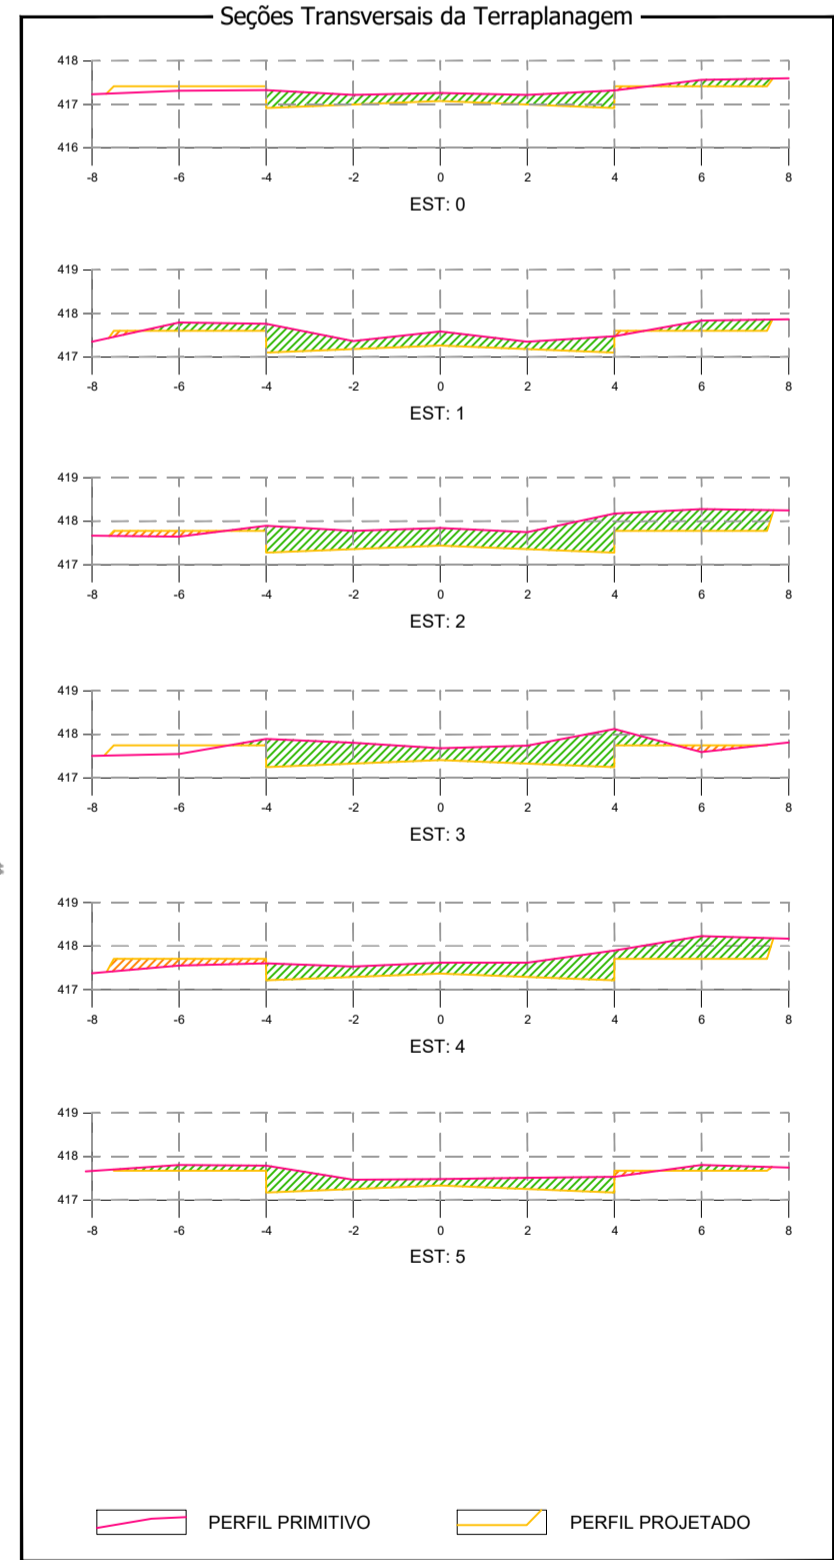 Seções Transversais da Terraplanagem
418
417
416
-8 -6 -4 -2 0 2 4 6 8
EST: 0
419
418
417
-8 -6 -4 -2 0 2 4 6 8
EST: 1
419
418
417
-8 -6 -4 -2 0 2 4 6 8
EST: 2
419
418
417
-8 -6 -4 -2 0 2 4 6 8
EST: 3
419
418
417
-8 -6 -4 -2 0 2 4 6 8
EST: 4
419
418
417
-8 -6 -4 -2 0 2 4 6 8
EST: 5
PERFIL PRIMITIVO PERFIL PROJETADO